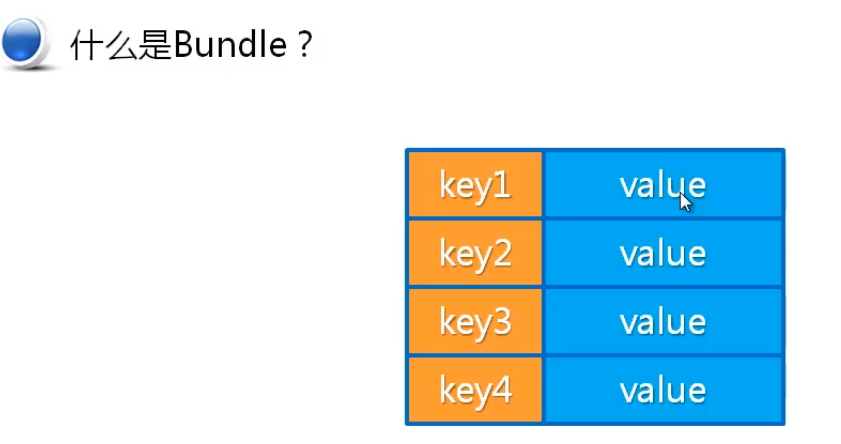 什么是Bundle？
key1 value
key2 value
key3 value
key4 value